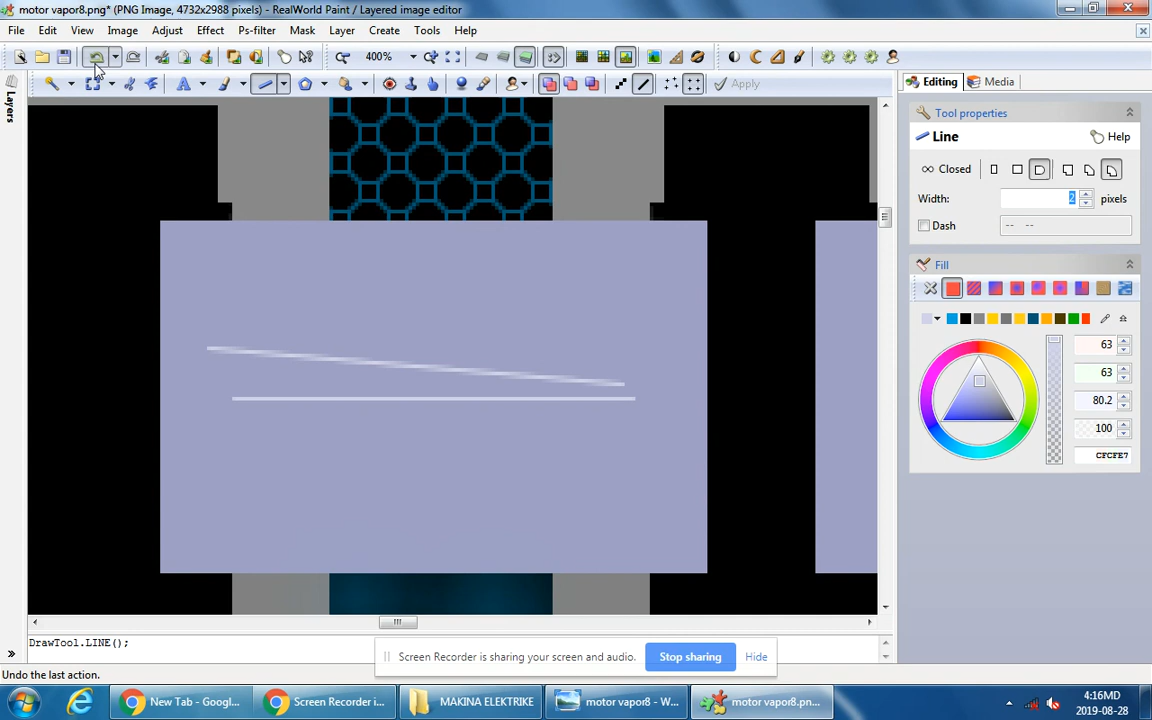 motor vapor8.png* (PNG Image, 4732x2988 pixels) - RealWorld Paint / Layered image editor
File Edit View Image Adjust Effect Ps-filter Mask Layer Create Tools Help
400%
Apply
Layers
Editing Media
Tool properties
Line Help
Closed
Width: 2 pixels
Dash -- --
Fill
63
63
80.2
100
CFCFE7
DrawTool.LINE();
Screen Recorder is sharing your screen and audio. Stop sharing Hide
Undo the last action.
New Tab - Googl... Screen Recorder i... MAKINA ELEKTRIKE motor vapor8 - W... motor vapor8.pn...
4:16MD
2019-08-28